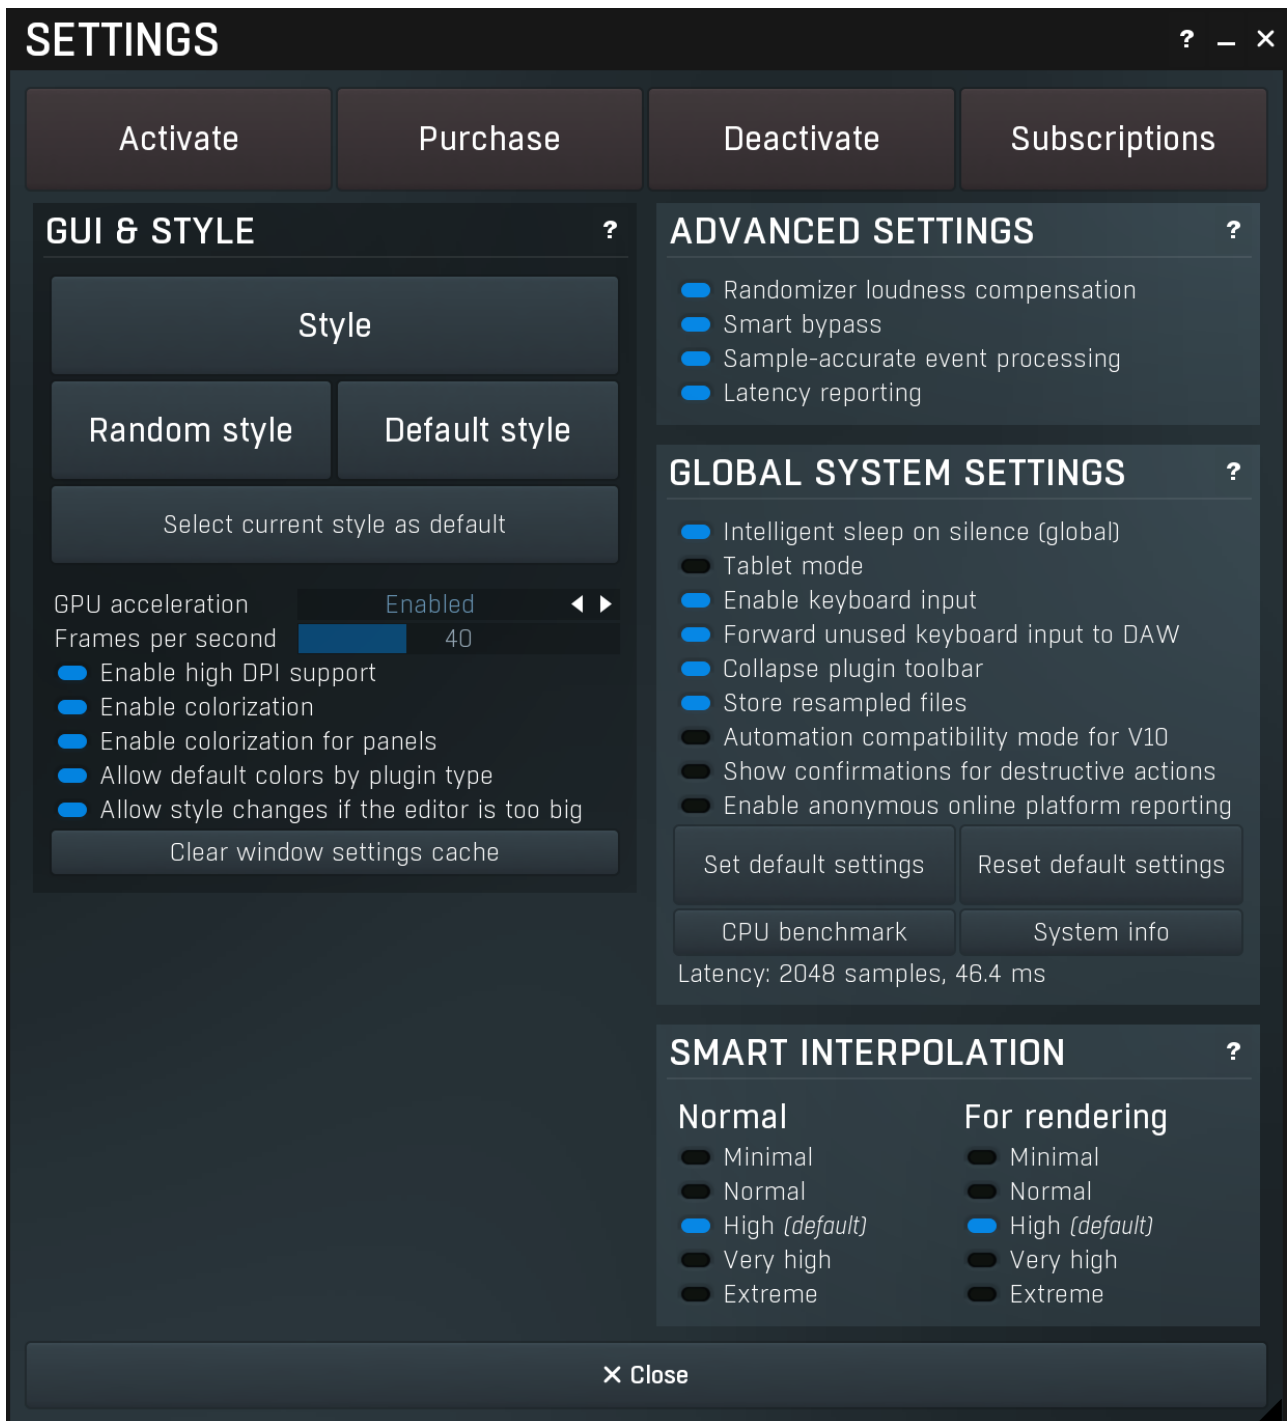 SETTINGS ? _ ✕
Activate Purchase Deactivate Subscriptions
GUI & STYLE ?
Style
Random style Default style
Select current style as default
GPU acceleration Enabled ◀ ▶
Frames per second 40
Enable high DPI support
Enable colorization
Enable colorization for panels
Allow default colors by plugin type
Allow style changes if the editor is too big
Clear window settings cache
ADVANCED SETTINGS ?
Randomizer loudness compensation
Smart bypass
Sample-accurate event processing
Latency reporting
GLOBAL SYSTEM SETTINGS ?
Intelligent sleep on silence (global)
Tablet mode
Enable keyboard input
Forward unused keyboard input to DAW
Collapse plugin toolbar
Store resampled files
Automation compatibility mode for V10
Show confirmations for destructive actions
Enable anonymous online platform reporting
Set default settings Reset default settings
CPU benchmark System info
Latency: 2048 samples, 46.4 ms
SMART INTERPOLATION ?
Normal
Minimal
Normal
High (default)
Very high
Extreme
For rendering
Minimal
Normal
High (default)
Very high
Extreme
✕ Close